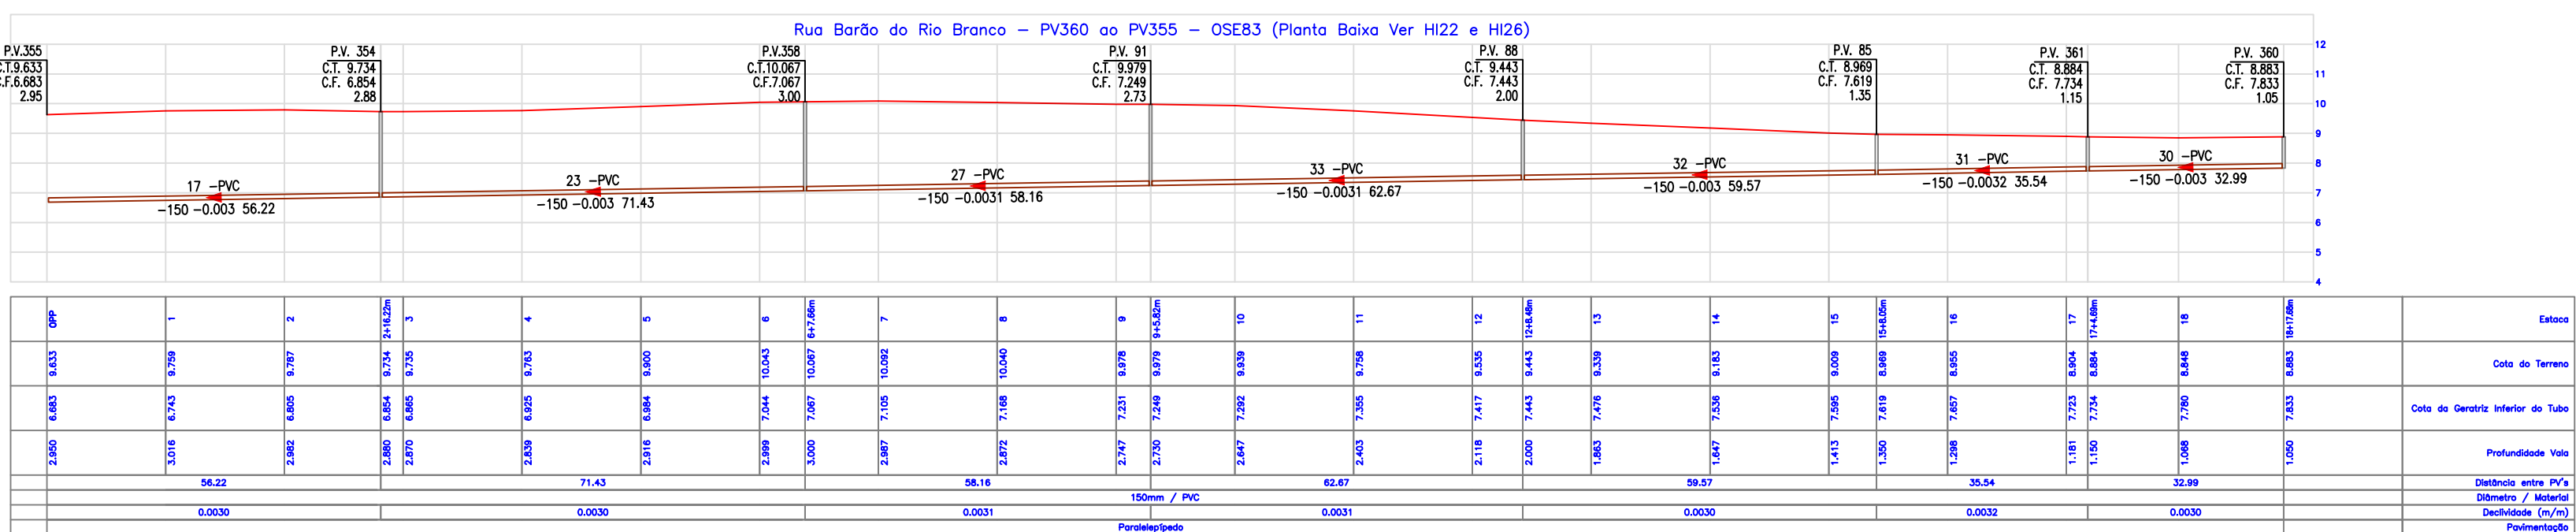 Rua Barão do Rio Branco – PV360 ao PV355 – OSE83 (Planta Baixa Ver HI22 e HI26)
P.V.355
C.T.9.633
C.F.6.683
2.95
P.V. 354
C.T. 9.734
C.F. 6.854
2.88
P.V.358
C.T.10.067
C.F.7.067
3.00
P.V. 91
C.T. 9.979
C.F. 7.249
2.73
P.V. 88
C.T. 9.443
C.F. 7.443
2.00
P.V. 85
C.T. 8.969
C.F. 7.619
1.35
P.V. 361
C.T. 8.884
C.F. 7.734
1.15
P.V. 360
C.T. 8.883
C.F. 7.833
1.05
12
11
10
9
8
7
6
5
4
17 –PVC
–150 –0.003 56.22
23 –PVC
–150 –0.003 71.43
27 –PVC
–150 –0.0031 58.16
33 –PVC
–150 –0.0031 62.67
32 –PVC
–150 –0.003 59.57
31 –PVC
–150 –0.0032 35.54
30 –PVC
–150 –0.003 32.99
OPP 1 2 2+16.22m 3 4 5 6 6+7.66m 7 8 9 9+5.82m 10 11 12 12+8.48m 13 14 15 15+8.05m 16 17 17+4.69m 18 18+17.68m Estaca
9.633 9.759 9.787 9.734 9.735 9.763 9.900 10.043 10.067 10.092 10.040 9.978 9.979 9.939 9.758 9.535 9.443 9.339 9.183 9.009 8.969 8.955 8.904 8.884 8.848 8.883 Cota do Terreno
6.683 6.743 6.805 6.854 6.865 6.925 6.984 7.044 7.067 7.105 7.168 7.231 7.249 7.292 7.355 7.417 7.443 7.476 7.536 7.595 7.619 7.657 7.723 7.734 7.780 7.833 Cota da Geratriz Inferior do Tubo
2.950 3.016 2.982 2.880 2.870 2.839 2.916 2.999 3.000 2.987 2.872 2.747 2.730 2.647 2.403 2.118 2.000 1.863 1.647 1.413 1.350 1.298 1.181 1.150 1.068 1.050 Profundidade Vala
56.22 71.43 58.16 62.67 59.57 35.54 32.99 Distância entre PV's
150mm / PVC Diâmetro / Material
0.0030 0.0030 0.0031 0.0031 0.0030 0.0032 0.0030 Declividade (m/m)
Paralelepípedo Pavimentação